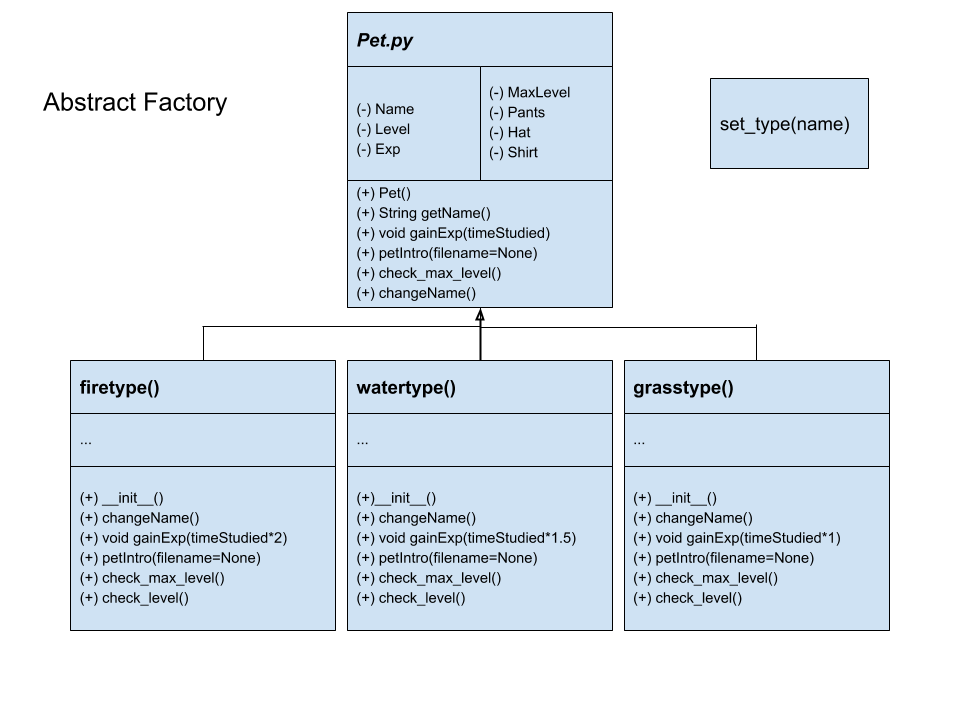 Pet.py
Abstract Factory
(-) Name
(-) Level
(-) Exp
(-) MaxLevel
(-) Pants
(-) Hat
(-) Shirt
set_type(name)
(+) Pet()
(+) String getName()
(+) void gainExp(timeStudied)
(+) petIntro(filename=None)
(+) check_max_level()
(+) changeName()
firetype()
...
(+) __init__()
(+) changeName()
(+) void gainExp(timeStudied*2)
(+) petIntro(filename=None)
(+) check_max_level()
(+) check_level()
watertype()
...
(+)__init__()
(+) changeName()
(+) void gainExp(timeStudied*1.5)
(+) petIntro(filename=None)
(+) check_max_level()
(+) check_level()
grasstype()
...
(+) __init__()
(+) changeName()
(+) void gainExp(timeStudied*1)
(+) petIntro(filename=None)
(+) check_max_level()
(+) check_level()